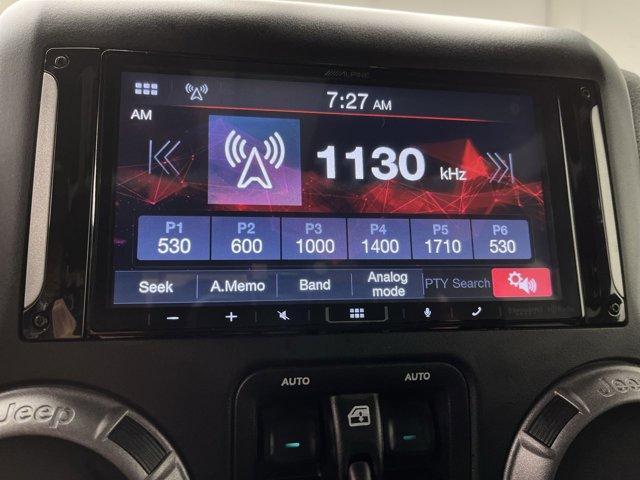 ALPINE
7:27 AM
AM
1130 kHz
P1 P2 P3 P4 P5 P6
530 600 1000 1400 1710 530
Seek A.Memo Band Analog mode PTY Search
AUTO AUTO
Jeep Jeep